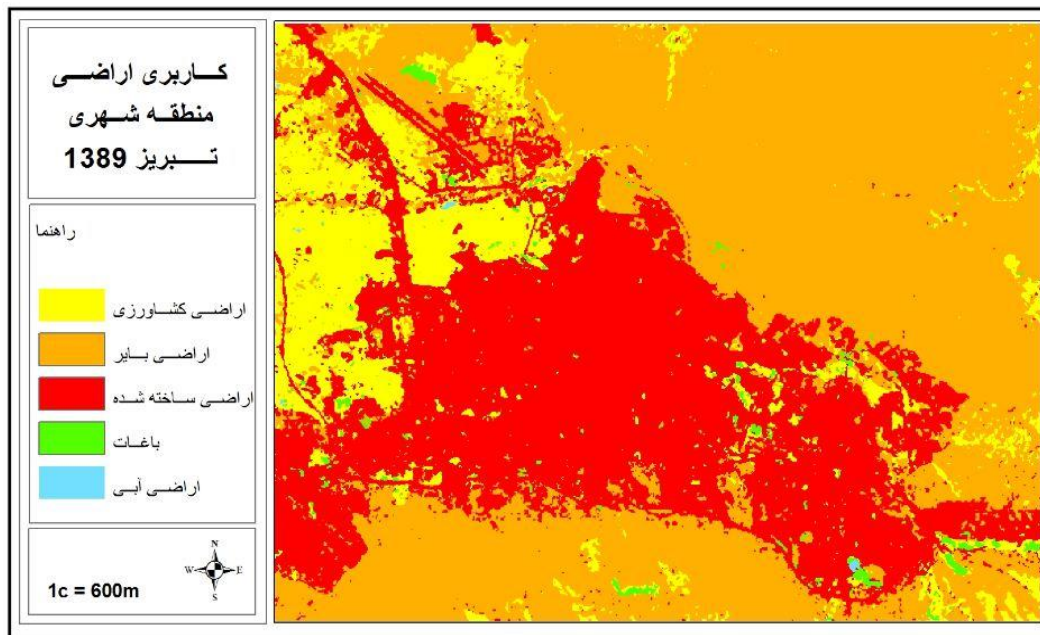 کاربری اراضی
منطقه شهری
تبریز 1389
راهنما
اراضی کشاورزی
اراضی بایر
اراضی ساخته شده
باغات
اراضی آبی
N
W E
S
1c = 600m